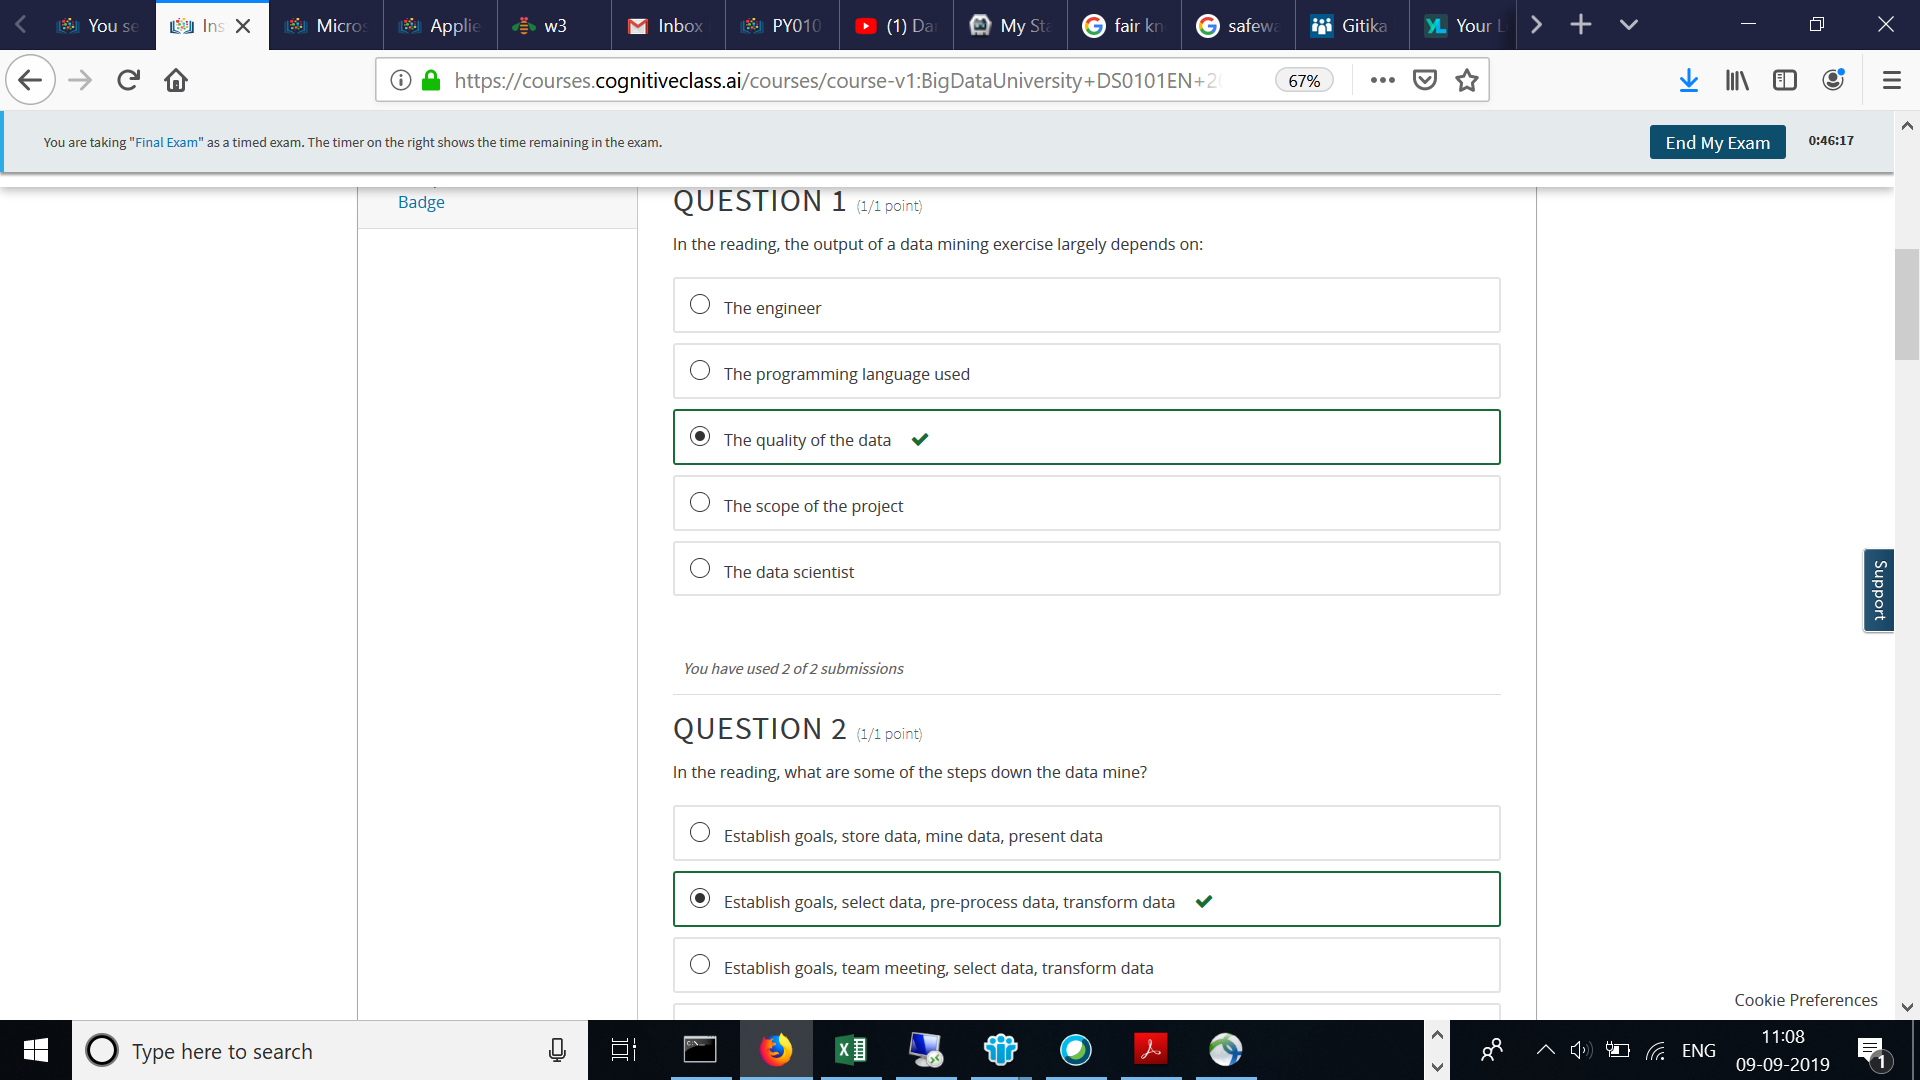 You se
Ins
Micros
Applie
w3
Inbox
PY010
(1) Da
My Sta
fair kn
safewa
Gitika
Your L
https://courses.cognitiveclass.ai/courses/course-v1:BigDataUniversity+DS0101EN+20
67%
You are taking "Final Exam" as a timed exam. The timer on the right shows the time remaining in the exam.
End My Exam
0:46:17
Badge
QUESTION 1 (1/1 point)
In the reading, the output of a data mining exercise largely depends on:
The engineer
The programming language used
The quality of the data
The scope of the project
The data scientist
You have used 2 of 2 submissions
QUESTION 2 (1/1 point)
In the reading, what are some of the steps down the data mine?
Establish goals, store data, mine data, present data
Establish goals, select data, pre-process data, transform data
Establish goals, team meeting, select data, transform data
Support
Cookie Preferences
Type here to search
ENG
11:08
09-09-2019
1